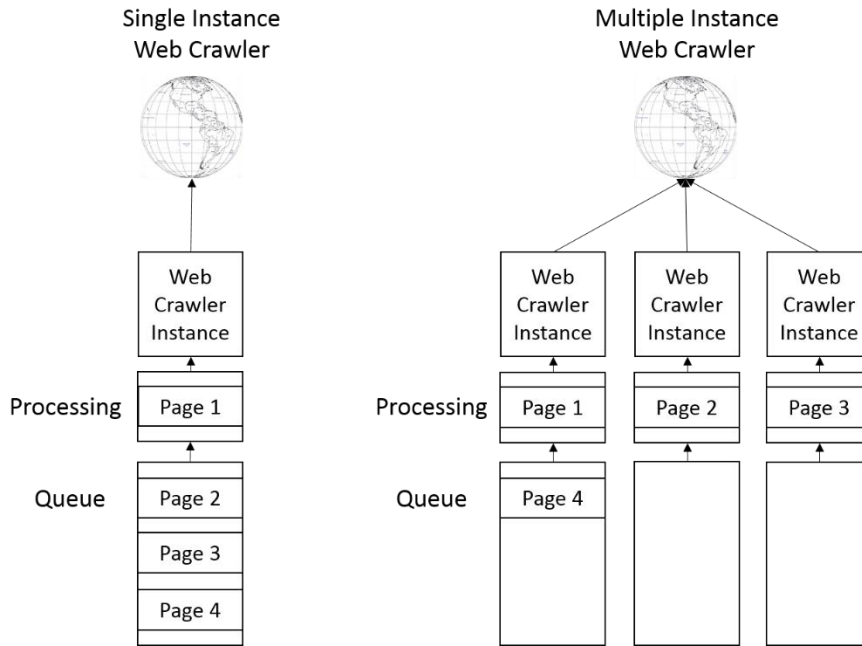 Single Instance
Web Crawler
Multiple Instance
Web Crawler
Web
Crawler
Instance
Web
Crawler
Instance
Web
Crawler
Instance
Web
Crawler
Instance
Processing
Page 1
Processing
Page 1
Page 2
Page 3
Queue
Page 2
Page 3
Page 4
Queue
Page 4